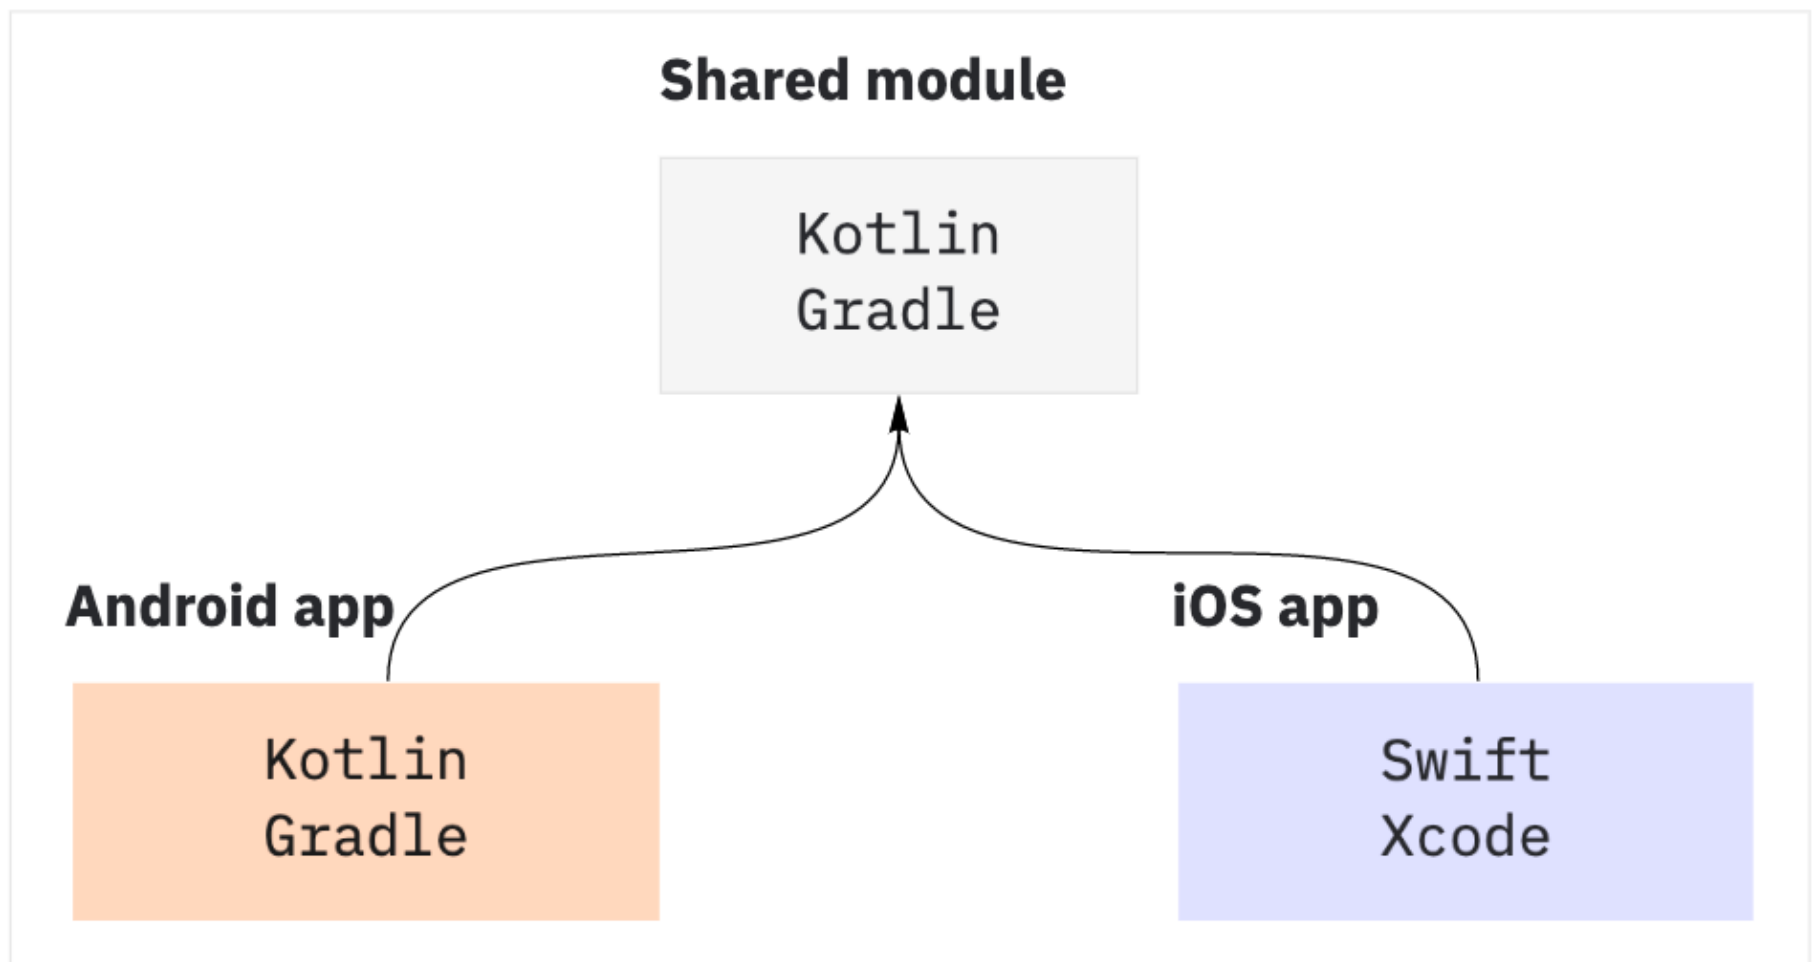 Shared module
Kotlin
Gradle
Android app
Kotlin
Gradle
iOS app
Swift
Xcode